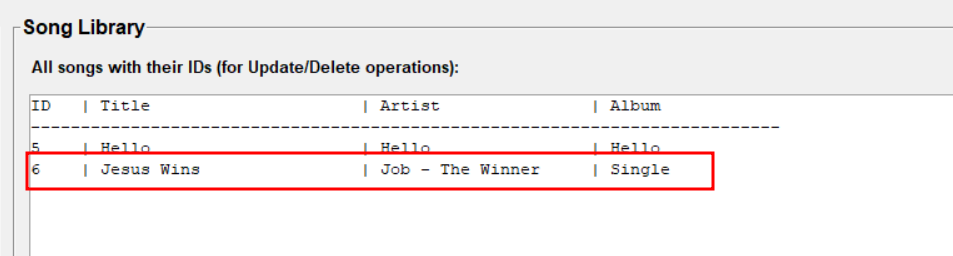 Song Library
All songs with their IDs (for Update/Delete operations):
ID | Title | Artist | Album
---------------------------------------------------------------------------
5 | Hello | Hello | Hello
6 | Jesus Wins | Job - The Winner | Single